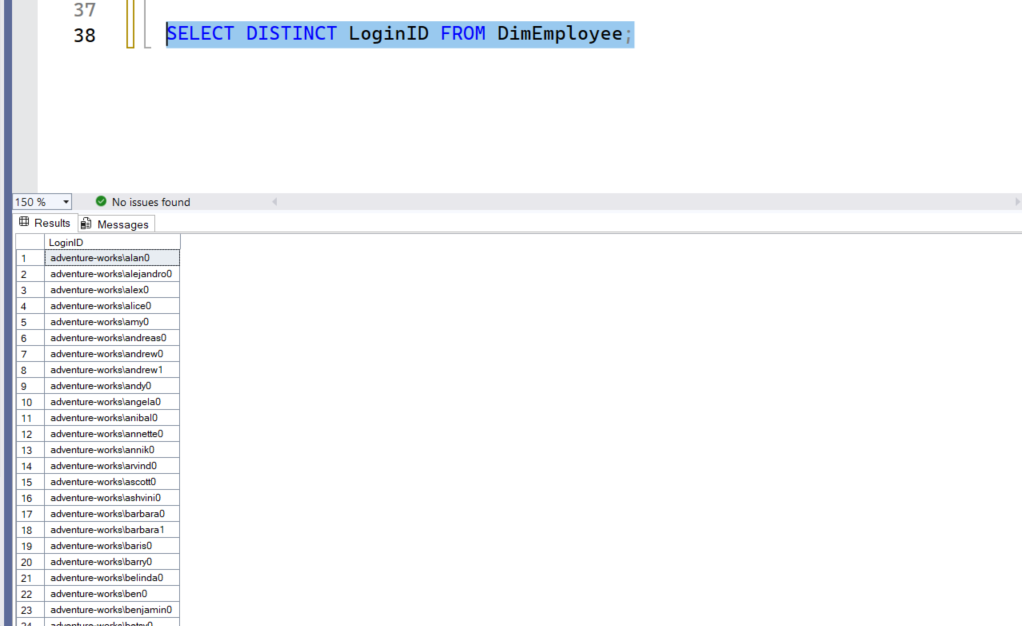 37
38 SELECT DISTINCT LoginID FROM DimEmployee;
150 % No issues found
Results Messages
LoginID
1 adventure-works\alan0
2 adventure-works\alejandro0
3 adventure-works\alex0
4 adventure-works\alice0
5 adventure-works\amy0
6 adventure-works\andreas0
7 adventure-works\andrew0
8 adventure-works\andrew1
9 adventure-works\andy0
10 adventure-works\angela0
11 adventure-works\anibal0
12 adventure-works\annette0
13 adventure-works\annik0
14 adventure-works\arvind0
15 adventure-works\ascott0
16 adventure-works\ashvini0
17 adventure-works\barbara0
18 adventure-works\barbara1
19 adventure-works\baris0
20 adventure-works\barry0
21 adventure-works\belinda0
22 adventure-works\ben0
23 adventure-works\benjamin0
24 adventure-works\betsy0